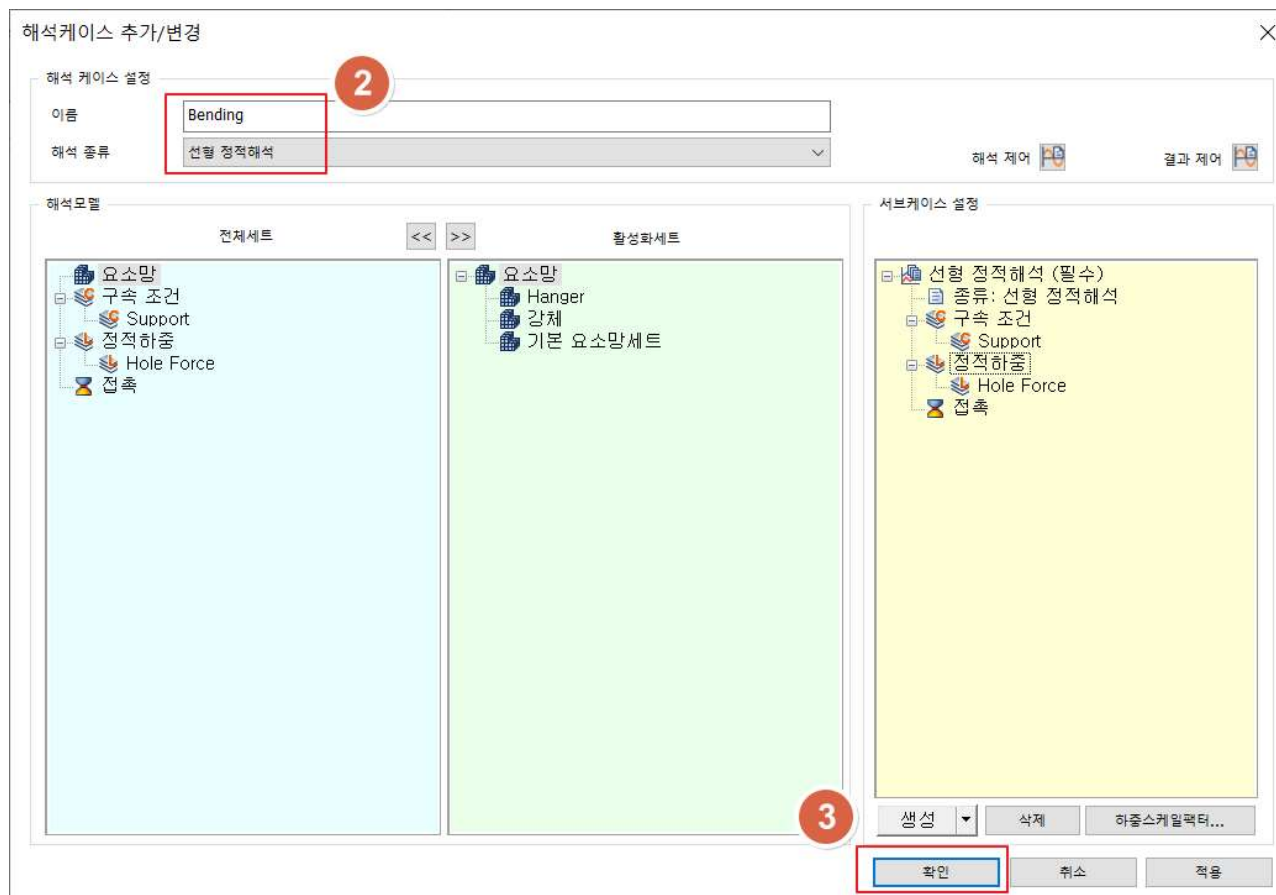 해석케이스 추가/변경
해석 케이스 설정
2
이름
Bending
해석 종류
선형 정적해석
해석 제어
결과 제어
해석모델
전체세트
<<
>>
활성화세트
요소망
구속 조건
Support
정적하중
Hole Force
접촉
요소망
Hanger
강체
기본 요소망세트
서브케이스 설정
선형 정적해석 (필수)
종류: 선형 정적해석
구속 조건
Support
정적하중
Hole Force
접촉
3
생성
삭제
하중스케일팩터...
확인
취소
적용